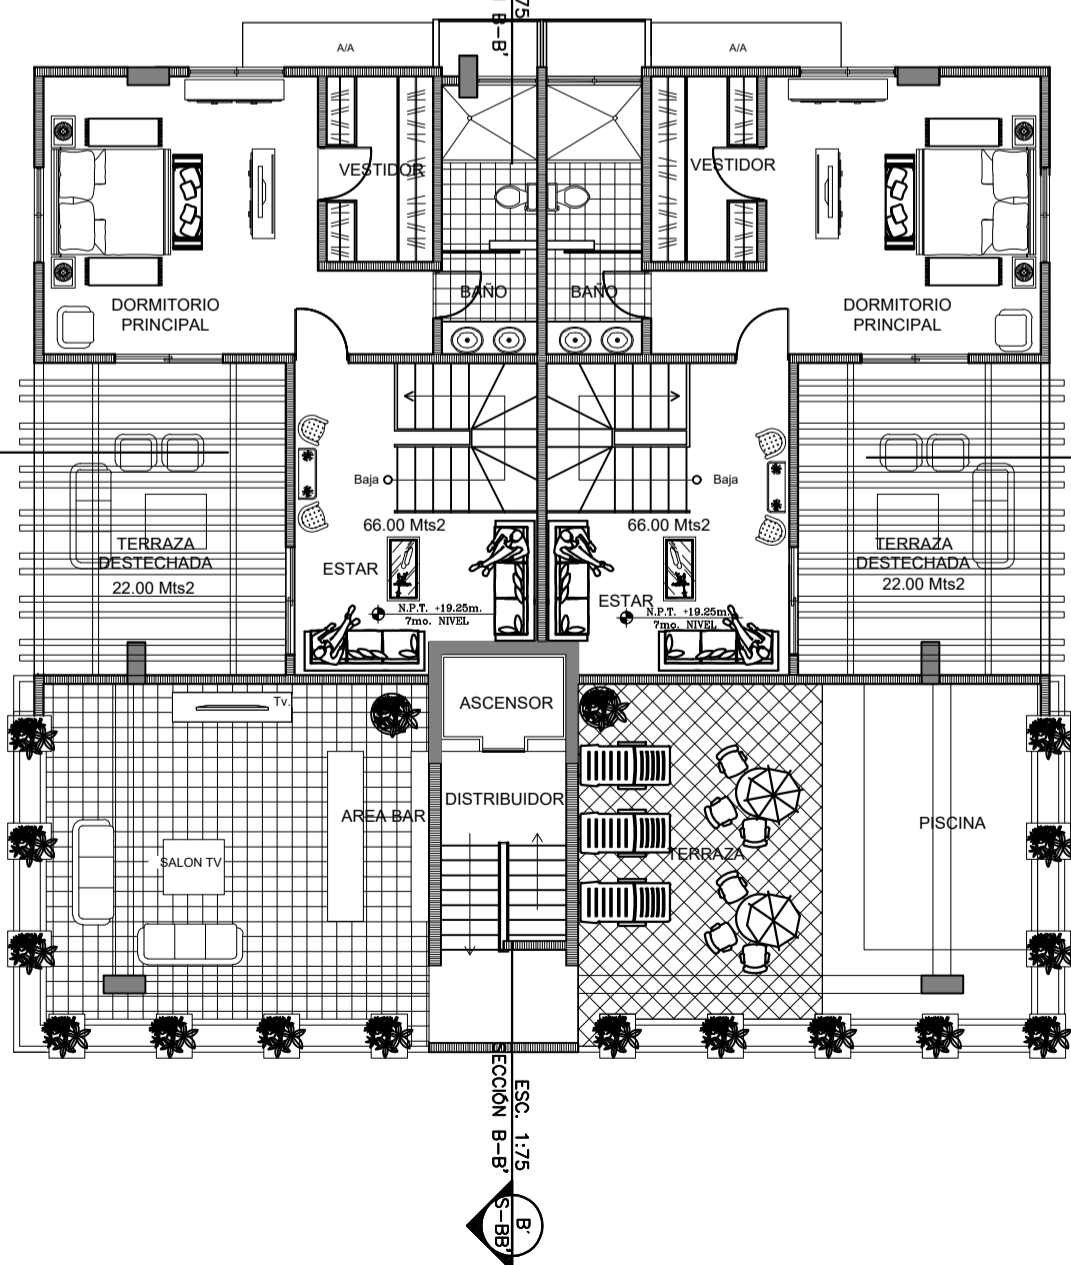 75
B-B'
A/A
A/A
VESTIDOR
VESTIDOR
BAÑO
BAÑO
DORMITORIO
PRINCIPAL
DORMITORIO
PRINCIPAL
Baja
Baja
66.00 Mts2
66.00 Mts2
TERRAZA
DESTECHADA
22.00 Mts2
ESTAR
N.P.T. +19.25m.
7mo. NIVEL
ESTAR
N.P.T. +19.25m.
7mo. NIVEL
TERRAZA
DESTECHADA
22.00 Mts2
Tv.
ASCENSOR
DISTRIBUIDOR
AREA BAR
SALON TV
TERRAZA
PISCINA
ESC. 1:75
SECCIÓN B-B'
B'
S-BB'